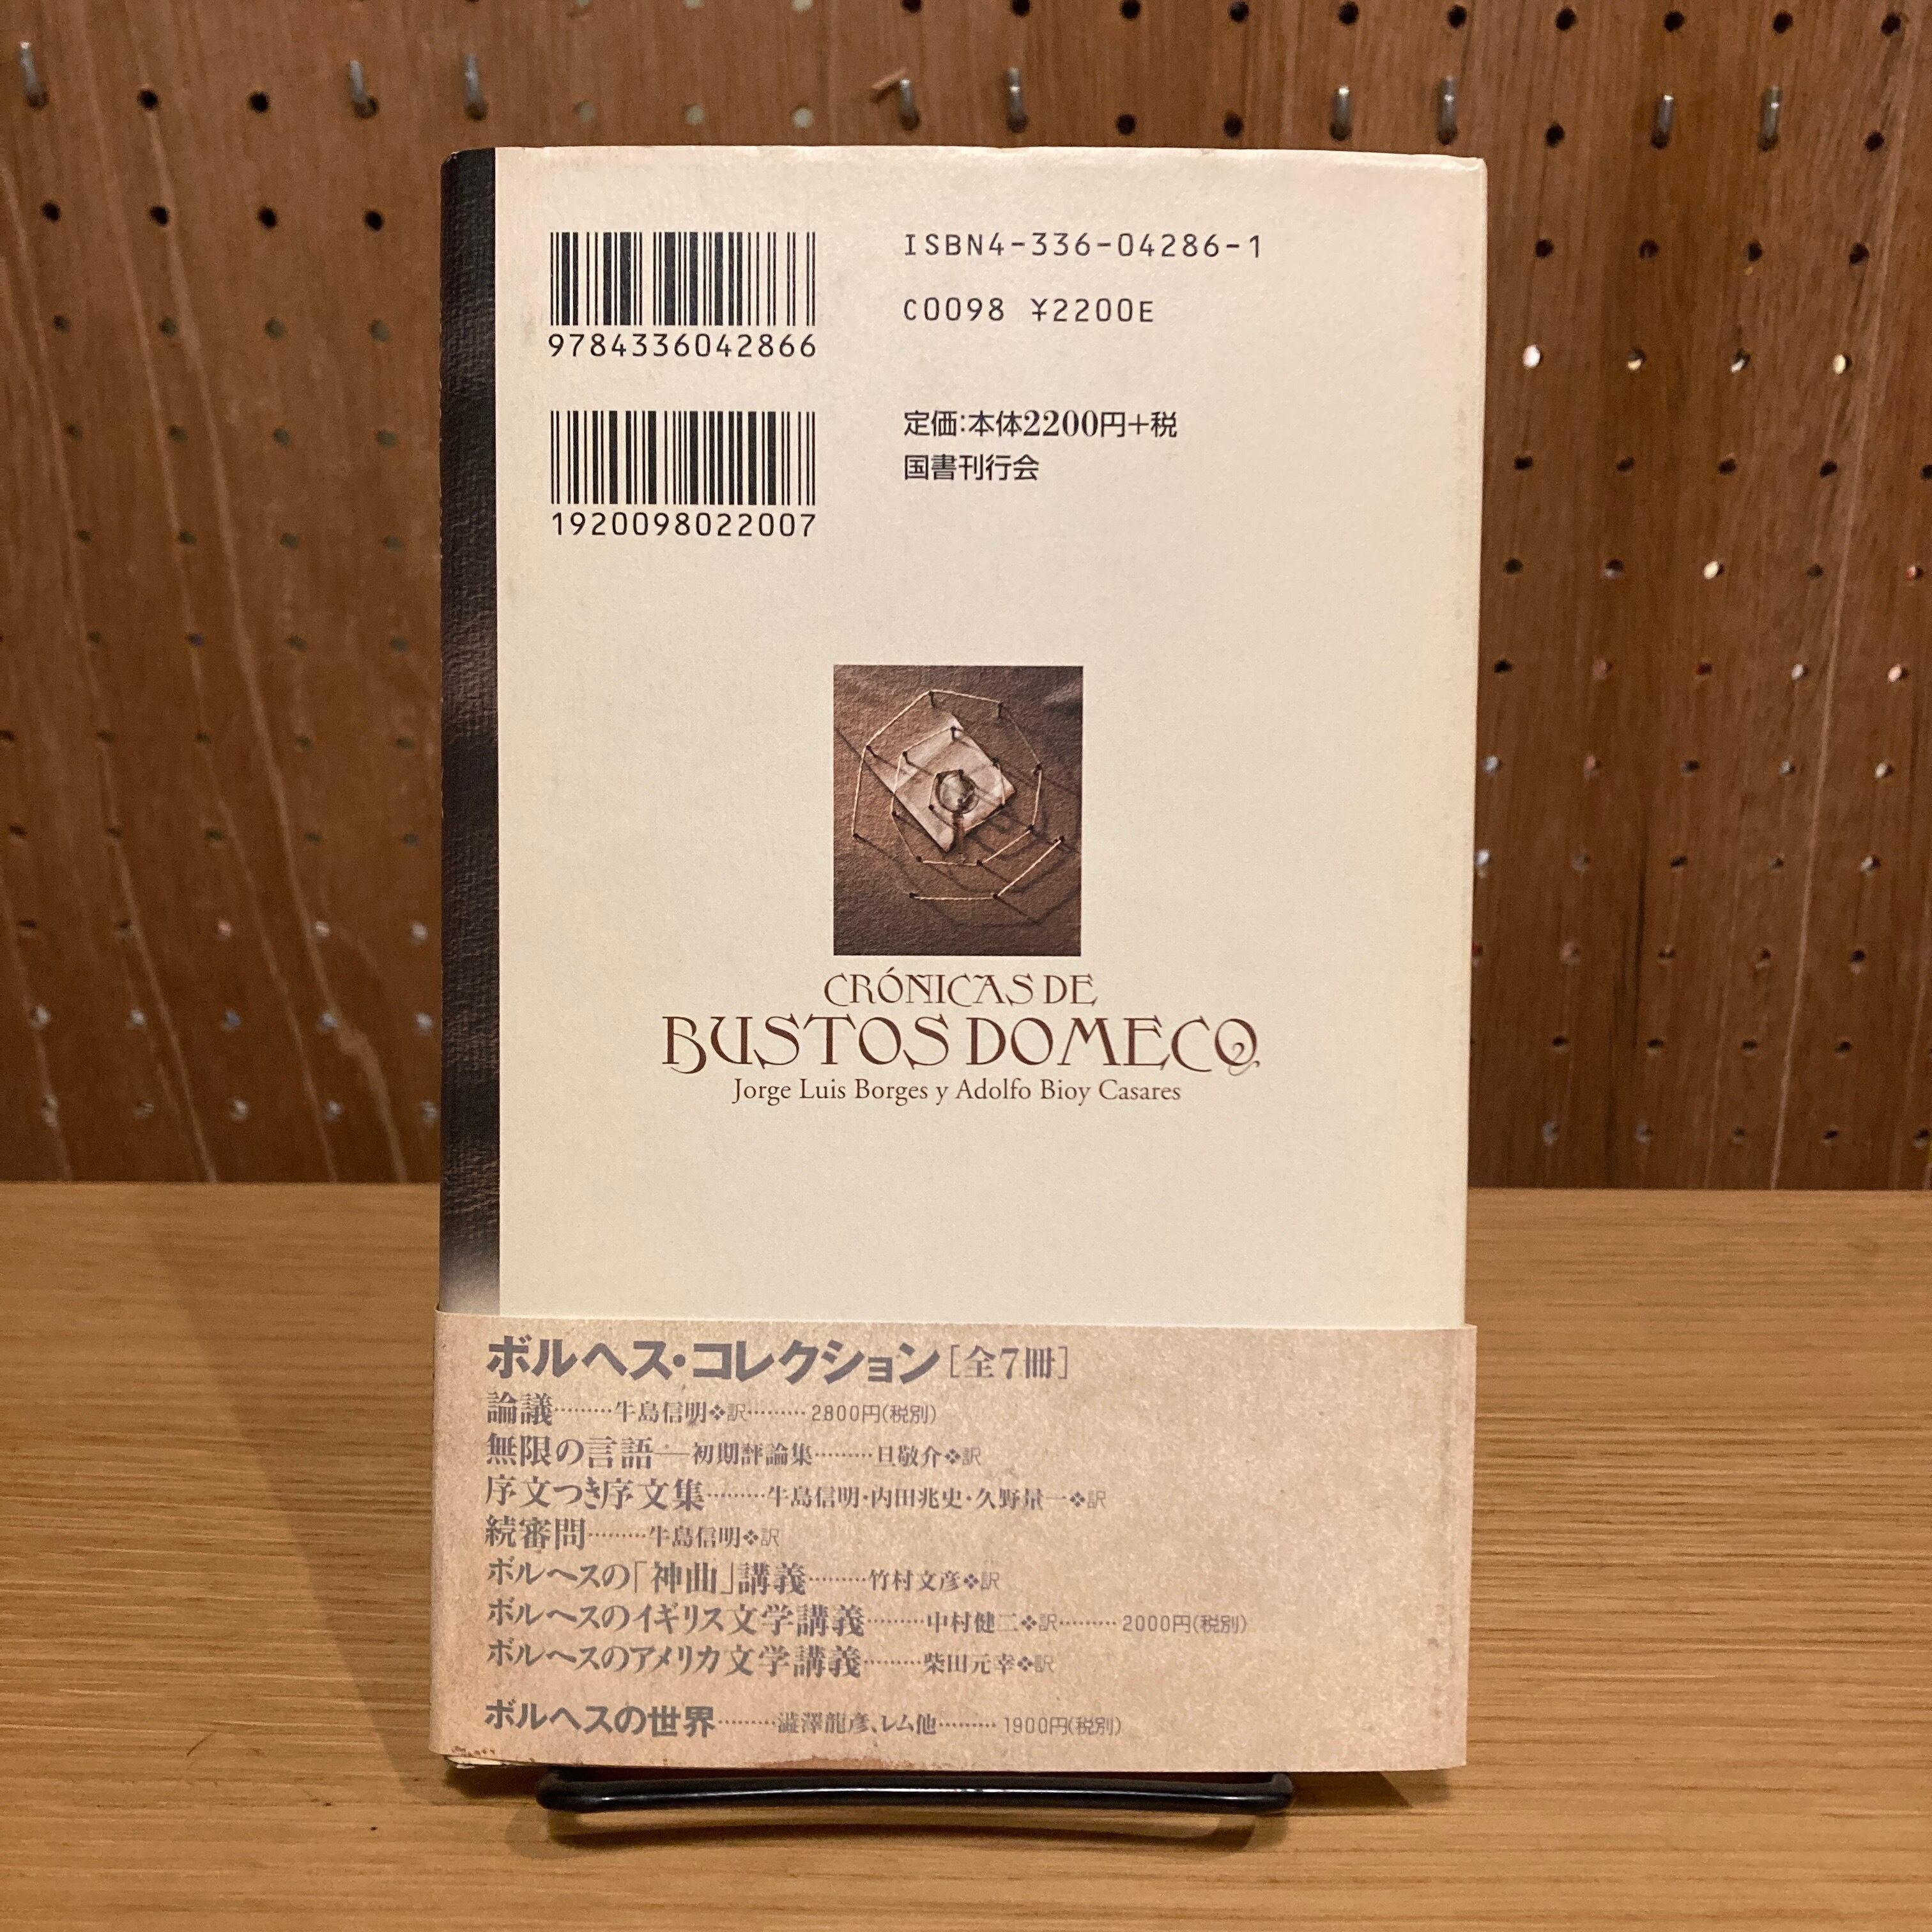 ISBN4-336-04286-1
C0098 ¥2200E
9784336042866
定価:本体2200円+税
国書刊行会
1920098022007
CRÓNICAS DE
BUSTOS DOMECQ
Jorge Luis Borges y Adolfo Bioy Casares
ボルヘス・コレクション[全7冊]
論議………牛島信明❖訳………2800円(税別)
無限の言語──初期評論集………旦敬介❖訳
序文つき序文集………牛島信明・内田兆史・久野量一❖訳
続審問………牛島信明❖訳
ボルヘスの「神曲」講義………竹村文彦❖訳
ボルヘスのイギリス文学講義………中村健二❖訳………2000円(税別)
ボルヘスのアメリカ文学講義………柴田元幸❖訳
ボルヘスの世界………澁澤龍彦、レム他………1900円(税別)